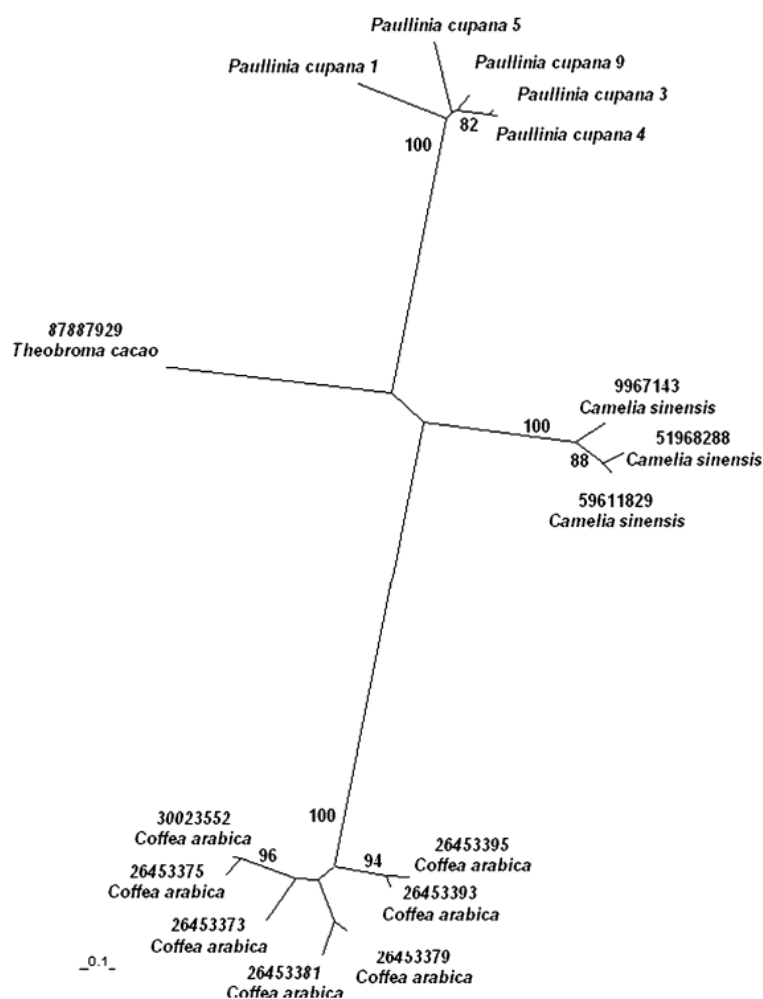 Paullinia cupana 5
Paullinia cupana 1
Paullinia cupana 9
Paullinia cupana 3
82
Paullinia cupana 4
100
87887929
Theobroma cacao
9967143
Camelia sinensis
100
51968288
88
Camelia sinensis
59611829
Camelia sinensis
100
30023552
Coffea arabica
96
94
26453395
Coffea arabica
26453375
Coffea arabica
26453393
Coffea arabica
26453373
Coffea arabica
26453379
Coffea arabica
26453381
Coffea arabica
0.1